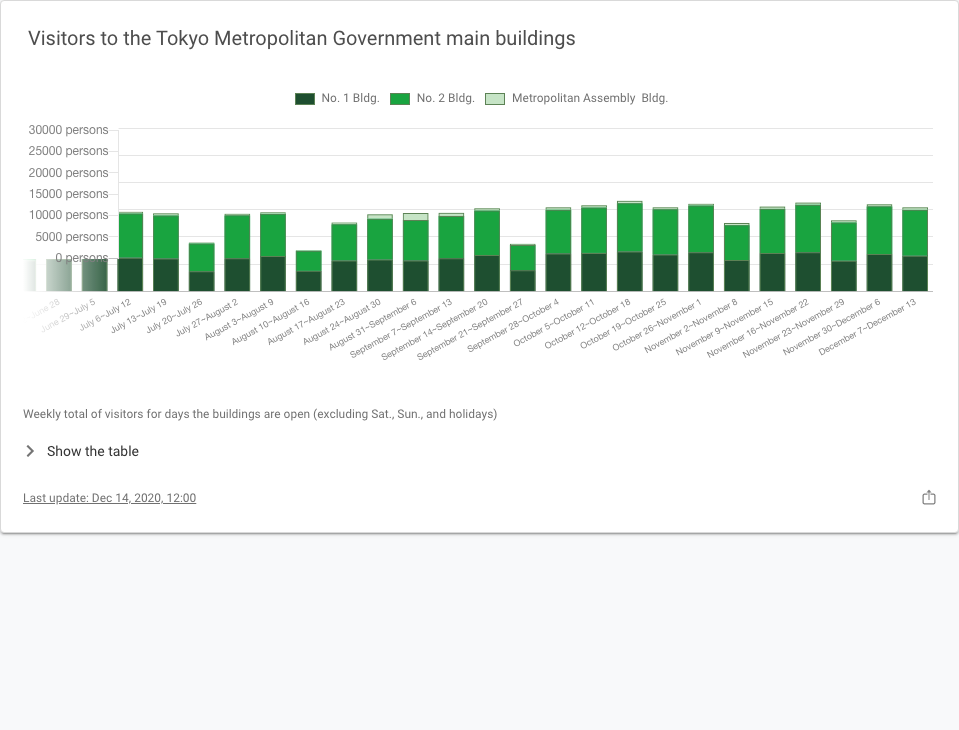 Visitors to the Tokyo Metropolitan Government main buildings
No. 1 Bldg. No. 2 Bldg. Metropolitan Assembly Bldg.
30000 persons
25000 persons
20000 persons
15000 persons
10000 persons
5000 persons
0 persons
June 28
June 29~July 5
July 6~July 12
July 13~July 19
July 20~July 26
July 27~August 2
August 3~August 9
August 10~August 16
August 17~August 23
August 24~August 30
August 31~September 6
September 7~September 13
September 14~September 20
September 21~September 27
September 28~October 4
October 5~October 11
October 12~October 18
October 19~October 25
October 26~November 1
November 2~November 8
November 9~November 15
November 16~November 22
November 23~November 29
November 30~December 6
December 7~December 13
Weekly total of visitors for days the buildings are open (excluding Sat., Sun., and holidays)
Show the table
Last update: Dec 14, 2020, 12:00